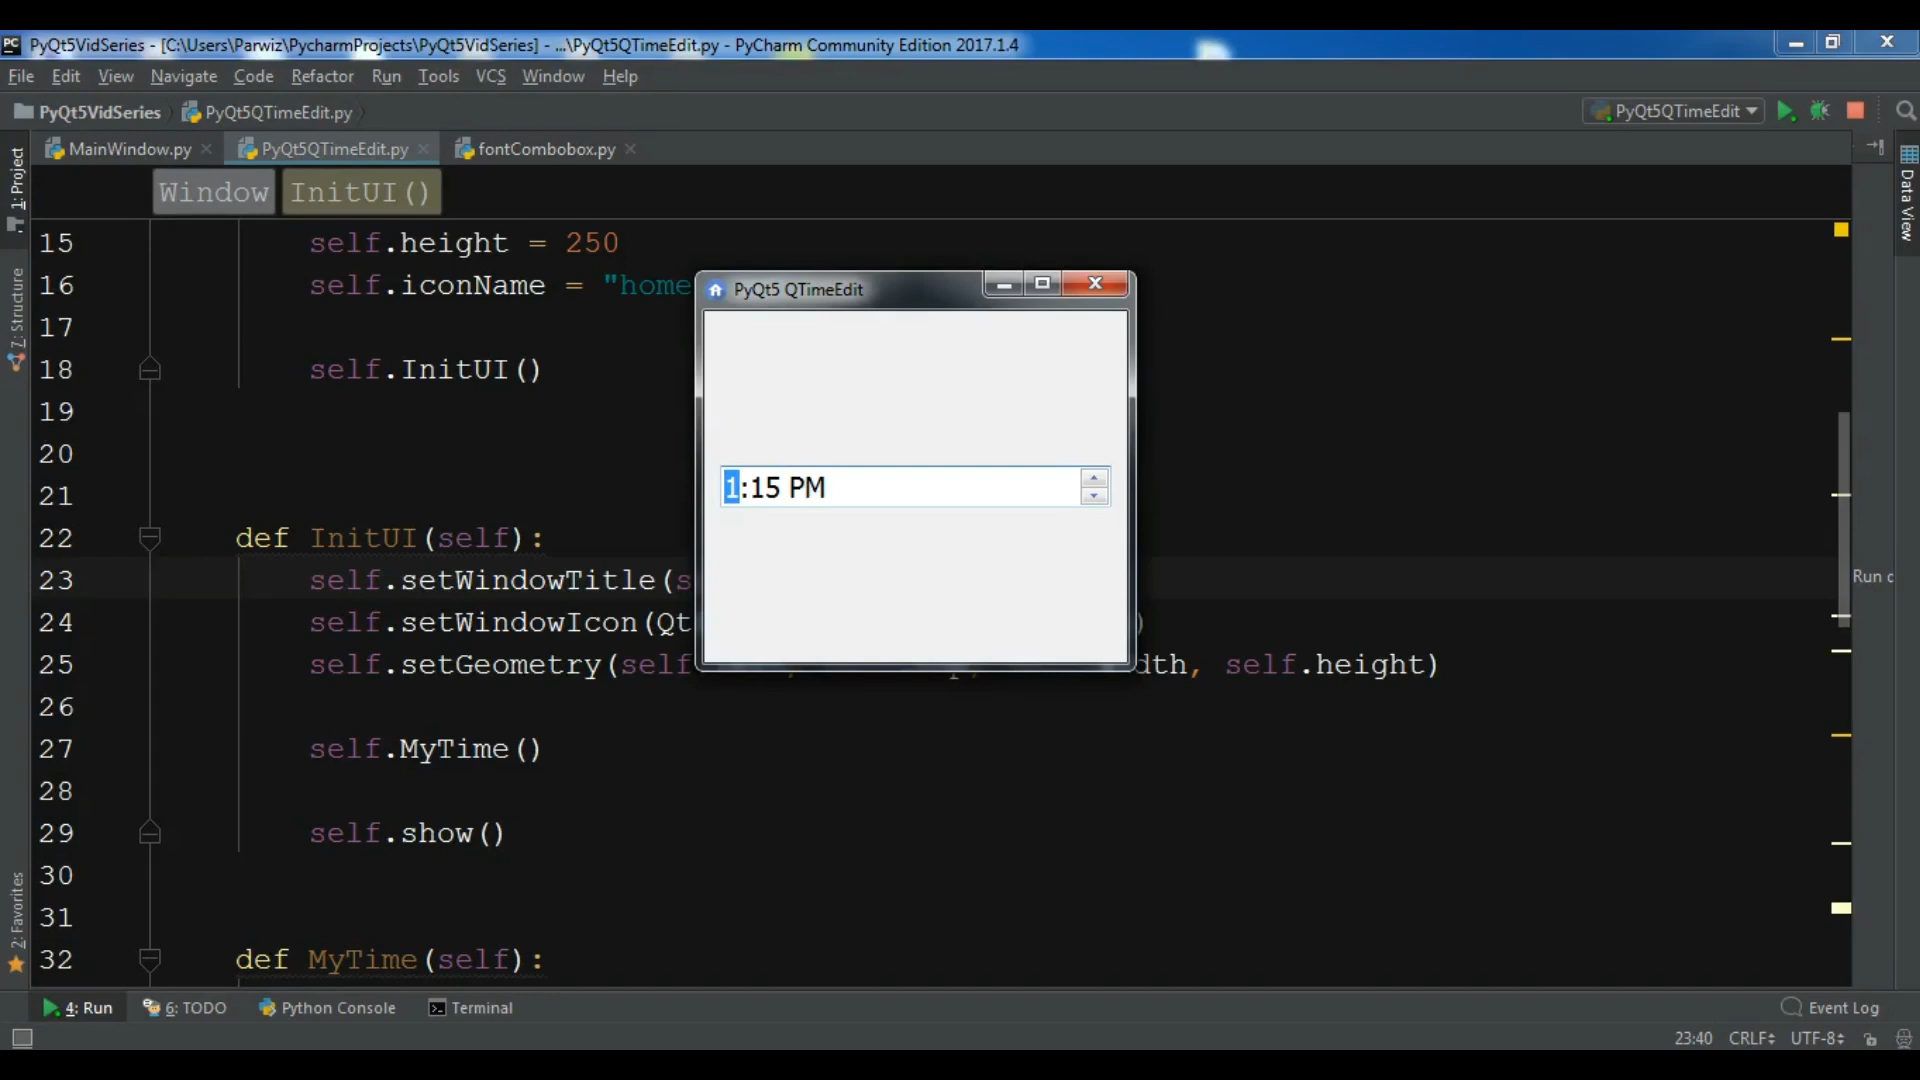 PyQt5VidSeries - [C:\Users\Parwiz\PycharmProjects\PyQt5VidSeries] - ...\PyQt5QTimeEdit.py - PyCharm Community Edition 2017.1.4
File Edit View Navigate Code Refactor Run Tools VCS Window Help
PyQt5VidSeries PyQt5QTimeEdit.py PyQt5QTimeEdit
MainWindow.py PyQt5QTimeEdit.py fontCombobox.py
1: Project
7: Structure
2: Favorites
Data View
Window InitUI()
15 self.height = 250
16 self.iconName = "home
17
18 self.InitUI()
19
20
21
22 def InitUI(self):
23 self.setWindowTitle(s
24 self.setWindowIcon(Qt )
25 self.setGeometry(self dth, self.height)
26
27 self.MyTime()
28
29 self.show()
30
31
32 def MyTime(self):
PyQt5 QTimeEdit
1:15 PM
Run
4: Run 6: TODO Python Console Terminal Event Log
23:40 CRLF UTF-8